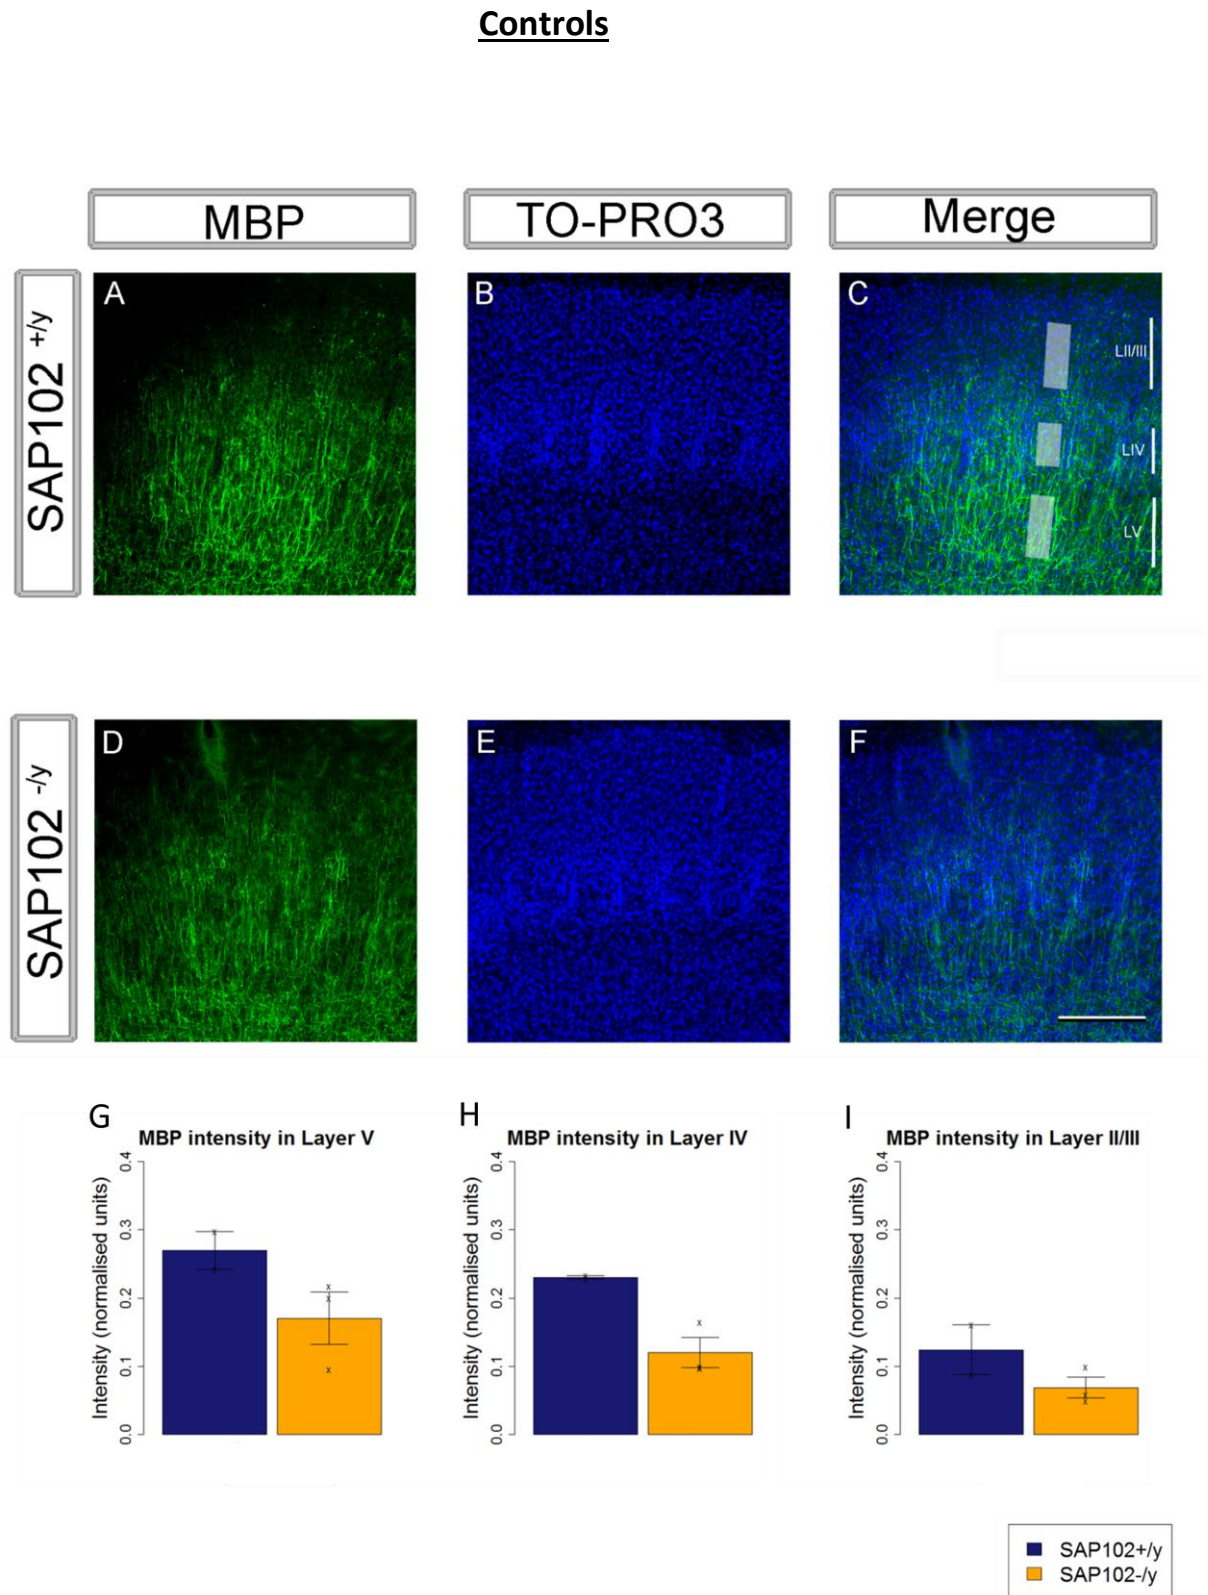 Controls
MBP
TO-PRO3
Merge
SAP102 +/y
A
B
C
LII/III
LIV
LV
SAP102 -/y
D
E
F
G
MBP intensity in Layer V
Intensity (normalised units)
0.4
0.3
0.2
0.1
0.0
H
MBP intensity in Layer IV
Intensity (normalised units)
0.4
0.3
0.2
0.1
0.0
I
MBP intensity in Layer II/III
Intensity (normalised units)
0.4
0.3
0.2
0.1
0.0
SAP102+/y
SAP102-/y